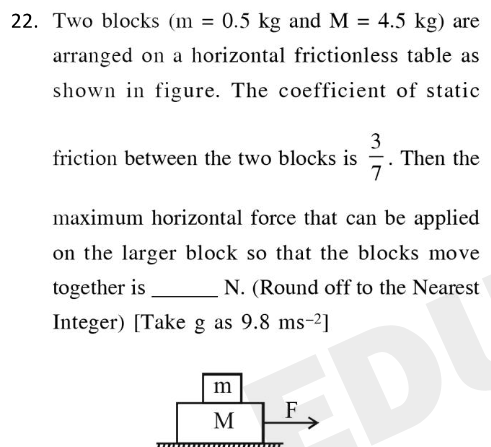 22. Two blocks (m = 0.5 kg and M = 4.5 kg) are
arranged on a horizontal frictionless table as
shown in figure. The coefficient of static
friction between the two blocks is 3/7. Then the
maximum horizontal force that can be applied
on the larger block so that the blocks move
together is ______ N. (Round off to the Nearest
Integer) [Take g as 9.8 ms⁻²]
m
M
F
EDU